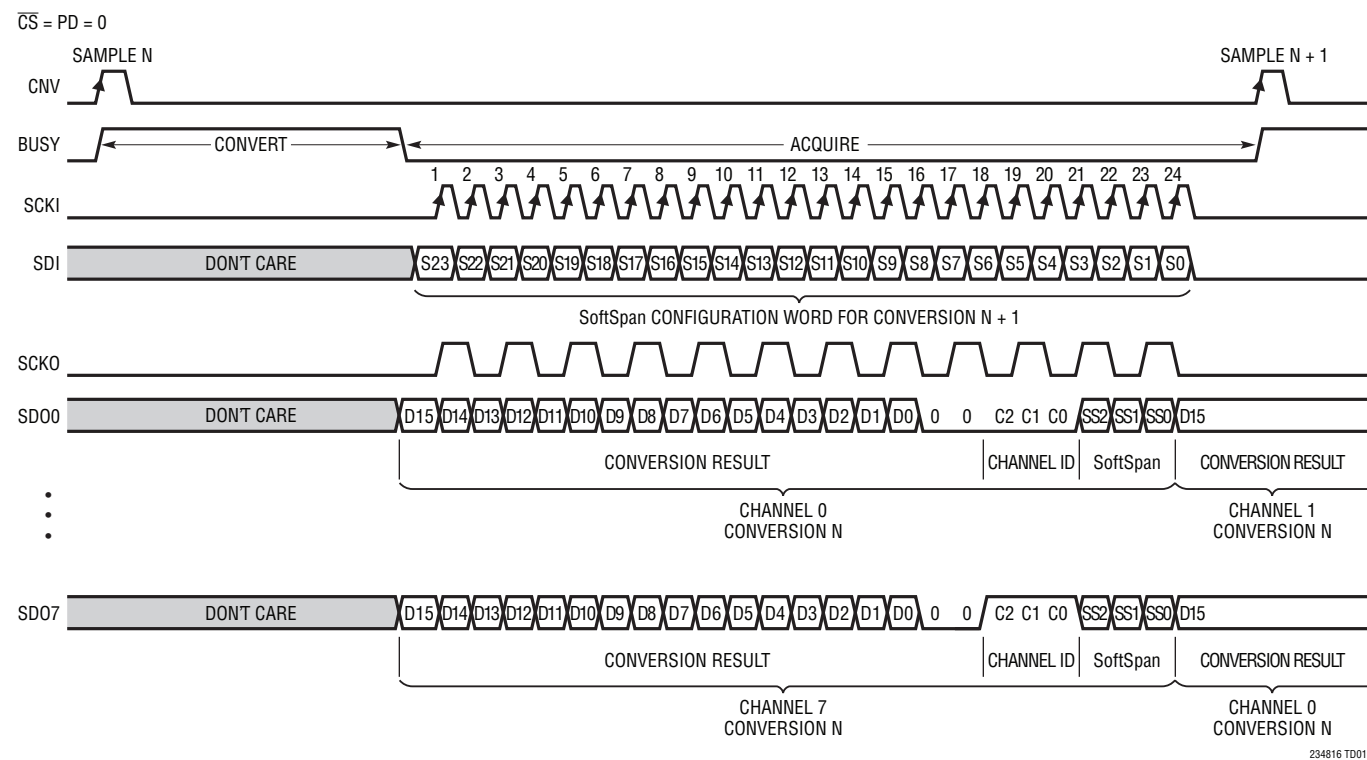 CS = PD = 0
SAMPLE N
SAMPLE N + 1
CNV
BUSY
CONVERT
ACQUIRE
1 2 3 4 5 6 7 8 9 10 11 12 13 14 15 16 17 18 19 20 21 22 23 24
SCKI
SDI
DON'T CARE
S23 S22 S21 S20 S19 S18 S17 S16 S15 S14 S13 S12 S11 S10 S9 S8 S7 S6 S5 S4 S3 S2 S1 S0
SoftSpan CONFIGURATION WORD FOR CONVERSION N + 1
SCKO
SDO0
DON'T CARE
D15 D14 D13 D12 D11 D10 D9 D8 D7 D6 D5 D4 D3 D2 D1 D0 0 0 C2 C1 C0 SS2 SS1 SS0 D15
CONVERSION RESULT
CHANNEL ID
SoftSpan
CONVERSION RESULT
CHANNEL 0
CONVERSION N
CHANNEL 1
CONVERSION N
SDO7
DON'T CARE
D15 D14 D13 D12 D11 D10 D9 D8 D7 D6 D5 D4 D3 D2 D1 D0 0 0 C2 C1 C0 SS2 SS1 SS0 D15
CONVERSION RESULT
CHANNEL ID
SoftSpan
CONVERSION RESULT
CHANNEL 7
CONVERSION N
CHANNEL 0
CONVERSION N
234816 TD01